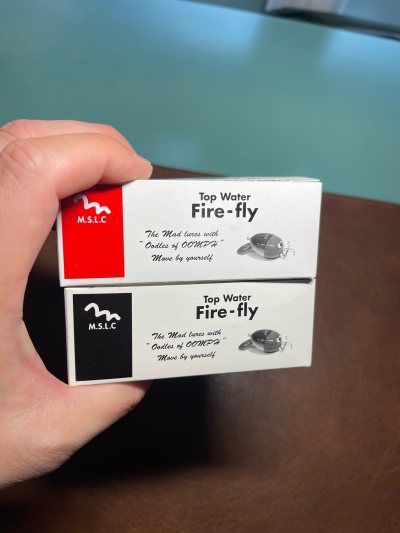 M.S.L.C
Top Water
Fire-fly
The Mad lures with
"Oodles of OOMPH"
Move by yourself
M.S.L.C
Top Water
Fire-fly
The Mad lures with
"Oodles of OOMPH"
Move by yourself